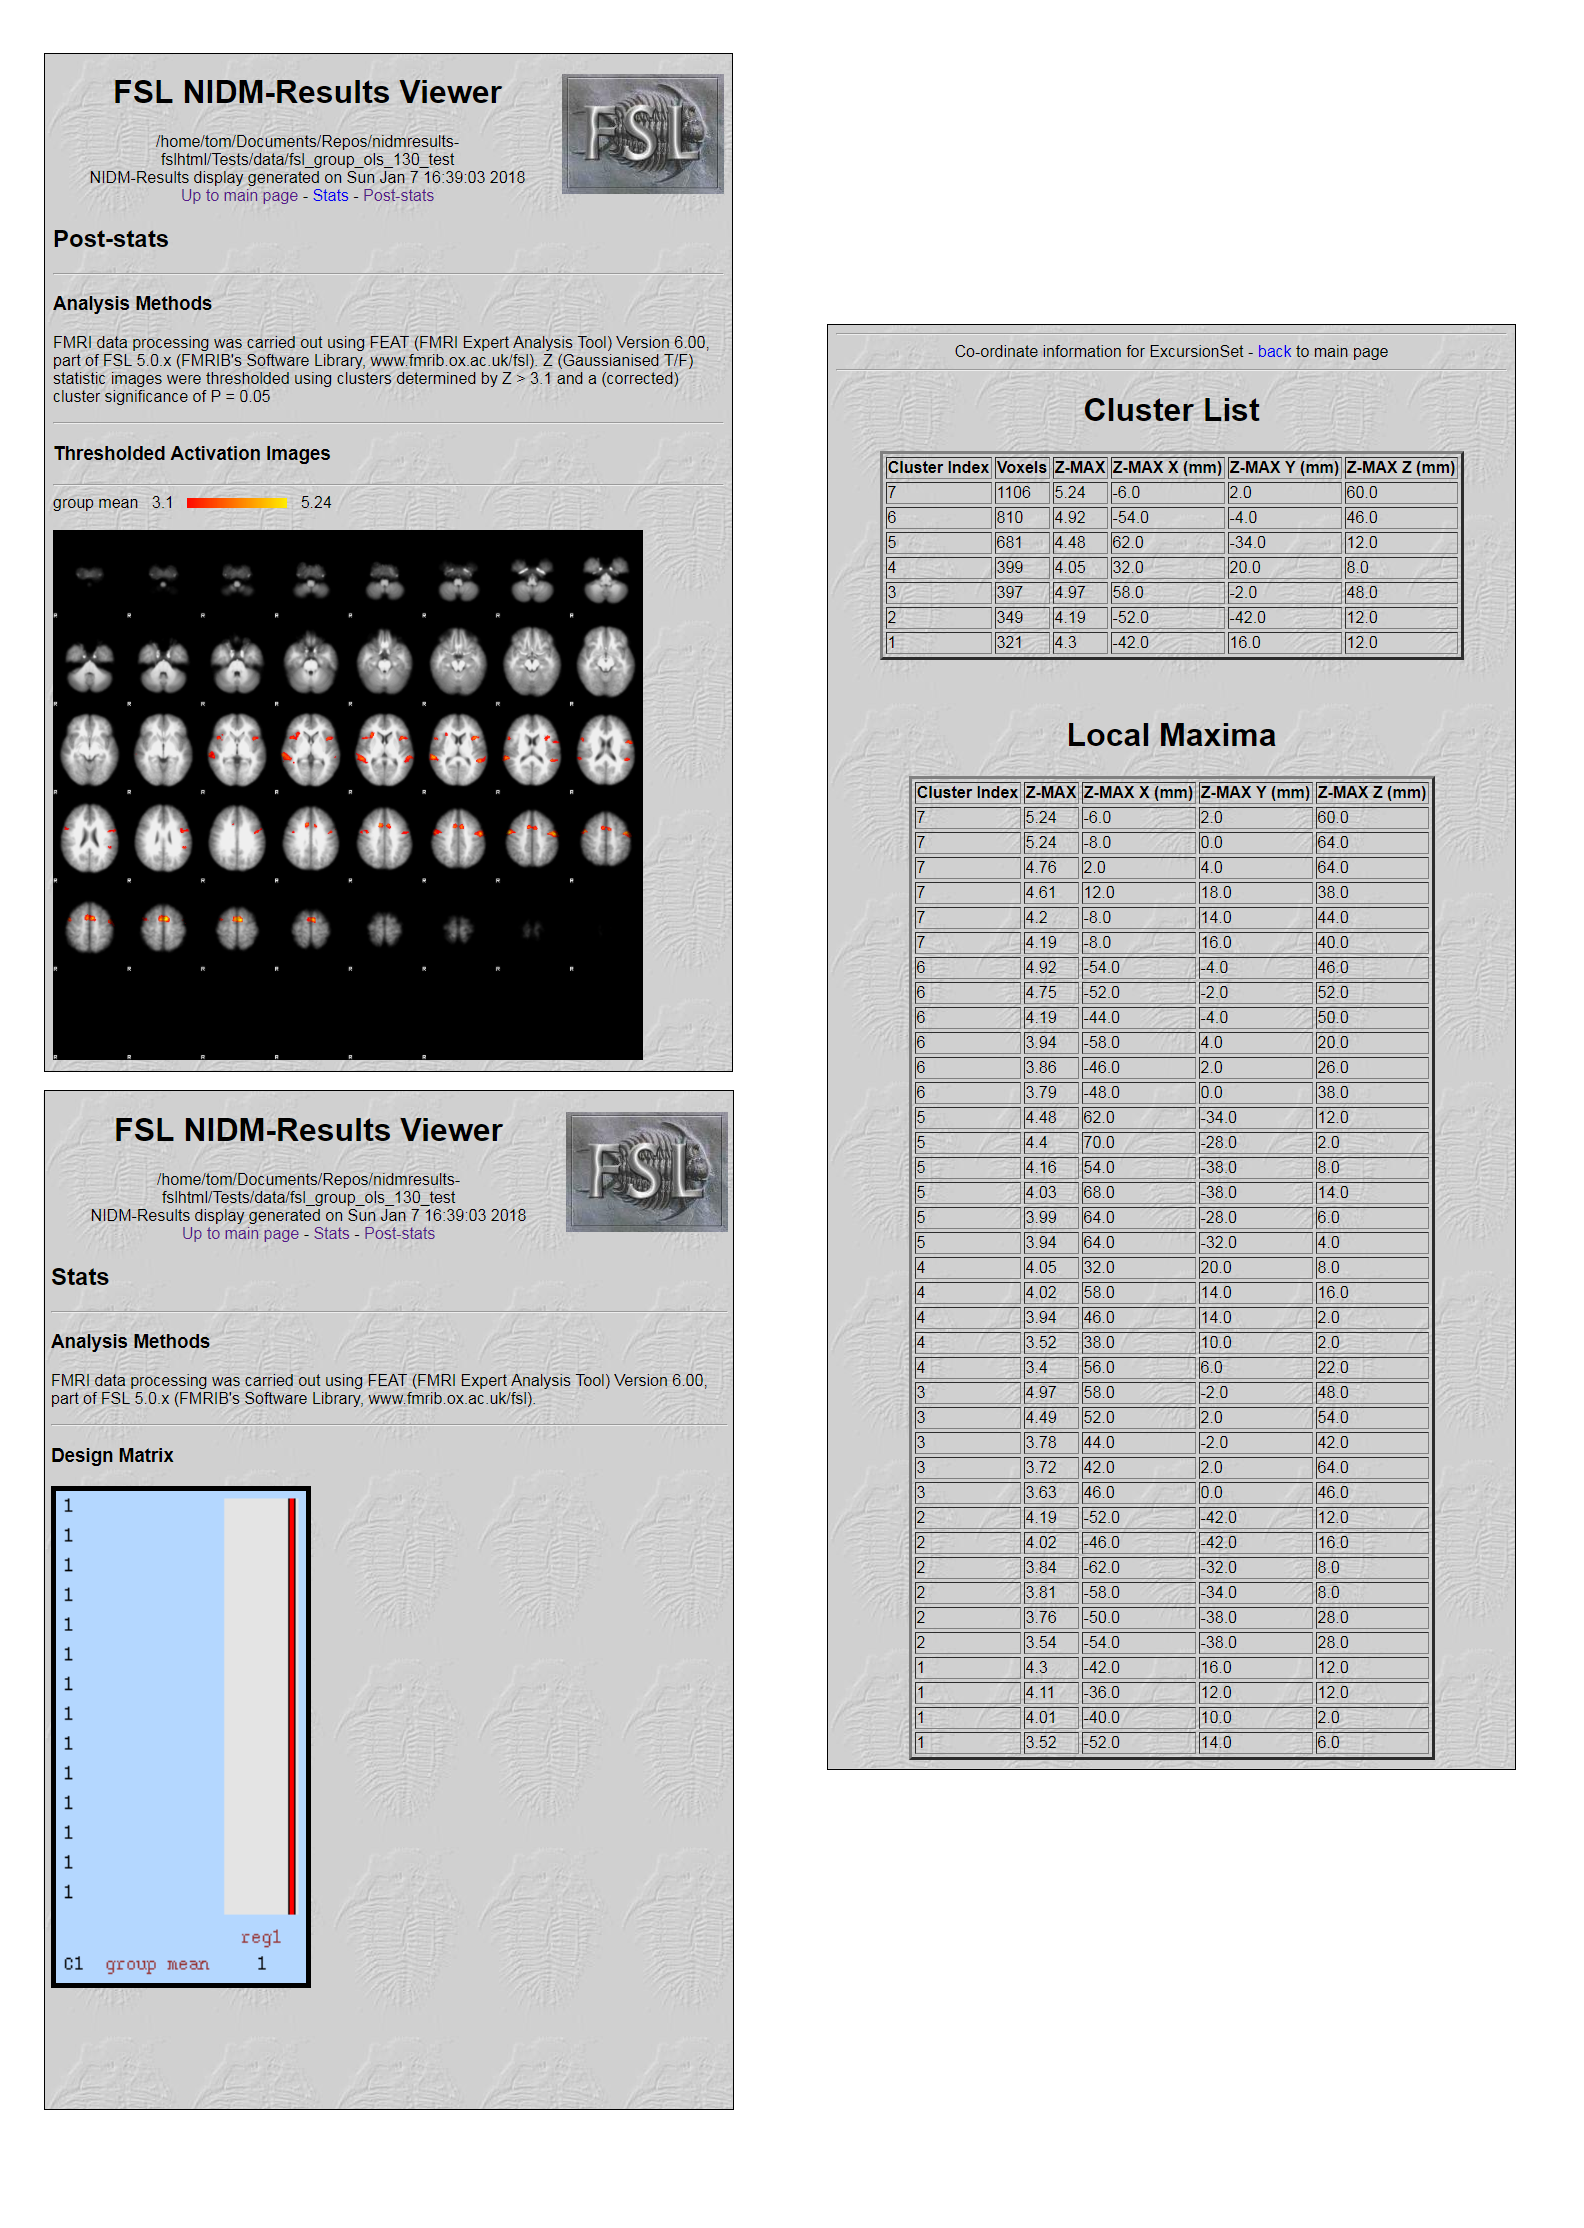 FSL NIDM-Results Viewer
FSL
/home/tom/Documents/Repos/nidmresults-
fslhtml/Tests/data/fsl_group_ols_130_test
NIDM-Results display generated on Sun Jan 7 16:39:03 2018
Up to main page - Stats - Post-stats
Post-stats
Analysis Methods
FMRI data processing was carried out using FEAT (FMRI Expert Analysis Tool) Version 6.00,
part of FSL 5.0.x (FMRIB's Software Library, www.fmrib.ox.ac.uk/fsl). Z (Gaussianised T/F)
statistic images were thresholded using clusters determined by Z > 3.1 and a (corrected)
cluster significance of P = 0.05
Thresholded Activation Images
group mean 3.1 5.24
R R R R R R R R
R R R R R R R R
R R R R R R R R
R R R R R R R R
R R R R R R R R
R R R R R R
FSL NIDM-Results Viewer
FSL
/home/tom/Documents/Repos/nidmresults-
fslhtml/Tests/data/fsl_group_ols_130_test
NIDM-Results display generated on Sun Jan 7 16:39:03 2018
Up to main page - Stats - Post-stats
Stats
Analysis Methods
FMRI data processing was carried out using FEAT (FMRI Expert Analysis Tool) Version 6.00,
part of FSL 5.0.x (FMRIB's Software Library, www.fmrib.ox.ac.uk/fsl).
Design Matrix
1
1
1
1
1
1
1
1
1
1
1
1
1
1
reg1
C1 group mean 1
Co-ordinate information for ExcursionSet - back to main page
Cluster List
Cluster Index Voxels Z-MAX Z-MAX X (mm) Z-MAX Y (mm) Z-MAX Z (mm)
7 1106 5.24 -6.0 2.0 60.0
6 810 4.92 -54.0 -4.0 46.0
5 681 4.48 62.0 -34.0 12.0
4 399 4.05 32.0 20.0 8.0
3 397 4.97 58.0 -2.0 48.0
2 349 4.19 -52.0 -42.0 12.0
1 321 4.3 -42.0 16.0 12.0
Local Maxima
Cluster Index Z-MAX Z-MAX X (mm) Z-MAX Y (mm) Z-MAX Z (mm)
7 5.24 -6.0 2.0 60.0
7 5.24 -8.0 0.0 64.0
7 4.76 2.0 4.0 64.0
7 4.61 12.0 18.0 38.0
7 4.2 -8.0 14.0 44.0
7 4.19 -8.0 16.0 40.0
6 4.92 -54.0 -4.0 46.0
6 4.75 -52.0 -2.0 52.0
6 4.19 -44.0 -4.0 50.0
6 3.94 -58.0 4.0 20.0
6 3.86 -46.0 2.0 26.0
6 3.79 -48.0 0.0 38.0
5 4.48 62.0 -34.0 12.0
5 4.4 70.0 -28.0 2.0
5 4.16 54.0 -38.0 8.0
5 4.03 68.0 -38.0 14.0
5 3.99 64.0 -28.0 6.0
5 3.94 64.0 -32.0 4.0
4 4.05 32.0 20.0 8.0
4 4.02 58.0 14.0 16.0
4 3.94 46.0 14.0 2.0
4 3.52 38.0 10.0 2.0
4 3.4 56.0 6.0 22.0
3 4.97 58.0 -2.0 48.0
3 4.49 52.0 2.0 54.0
3 3.78 44.0 -2.0 42.0
3 3.72 42.0 2.0 64.0
3 3.63 46.0 0.0 46.0
2 4.19 -52.0 -42.0 12.0
2 4.02 -46.0 -42.0 16.0
2 3.84 -62.0 -32.0 8.0
2 3.81 -58.0 -34.0 8.0
2 3.76 -50.0 -38.0 28.0
2 3.54 -54.0 -38.0 28.0
1 4.3 -42.0 16.0 12.0
1 4.11 -36.0 12.0 12.0
1 4.01 -40.0 10.0 2.0
1 3.52 -52.0 14.0 6.0